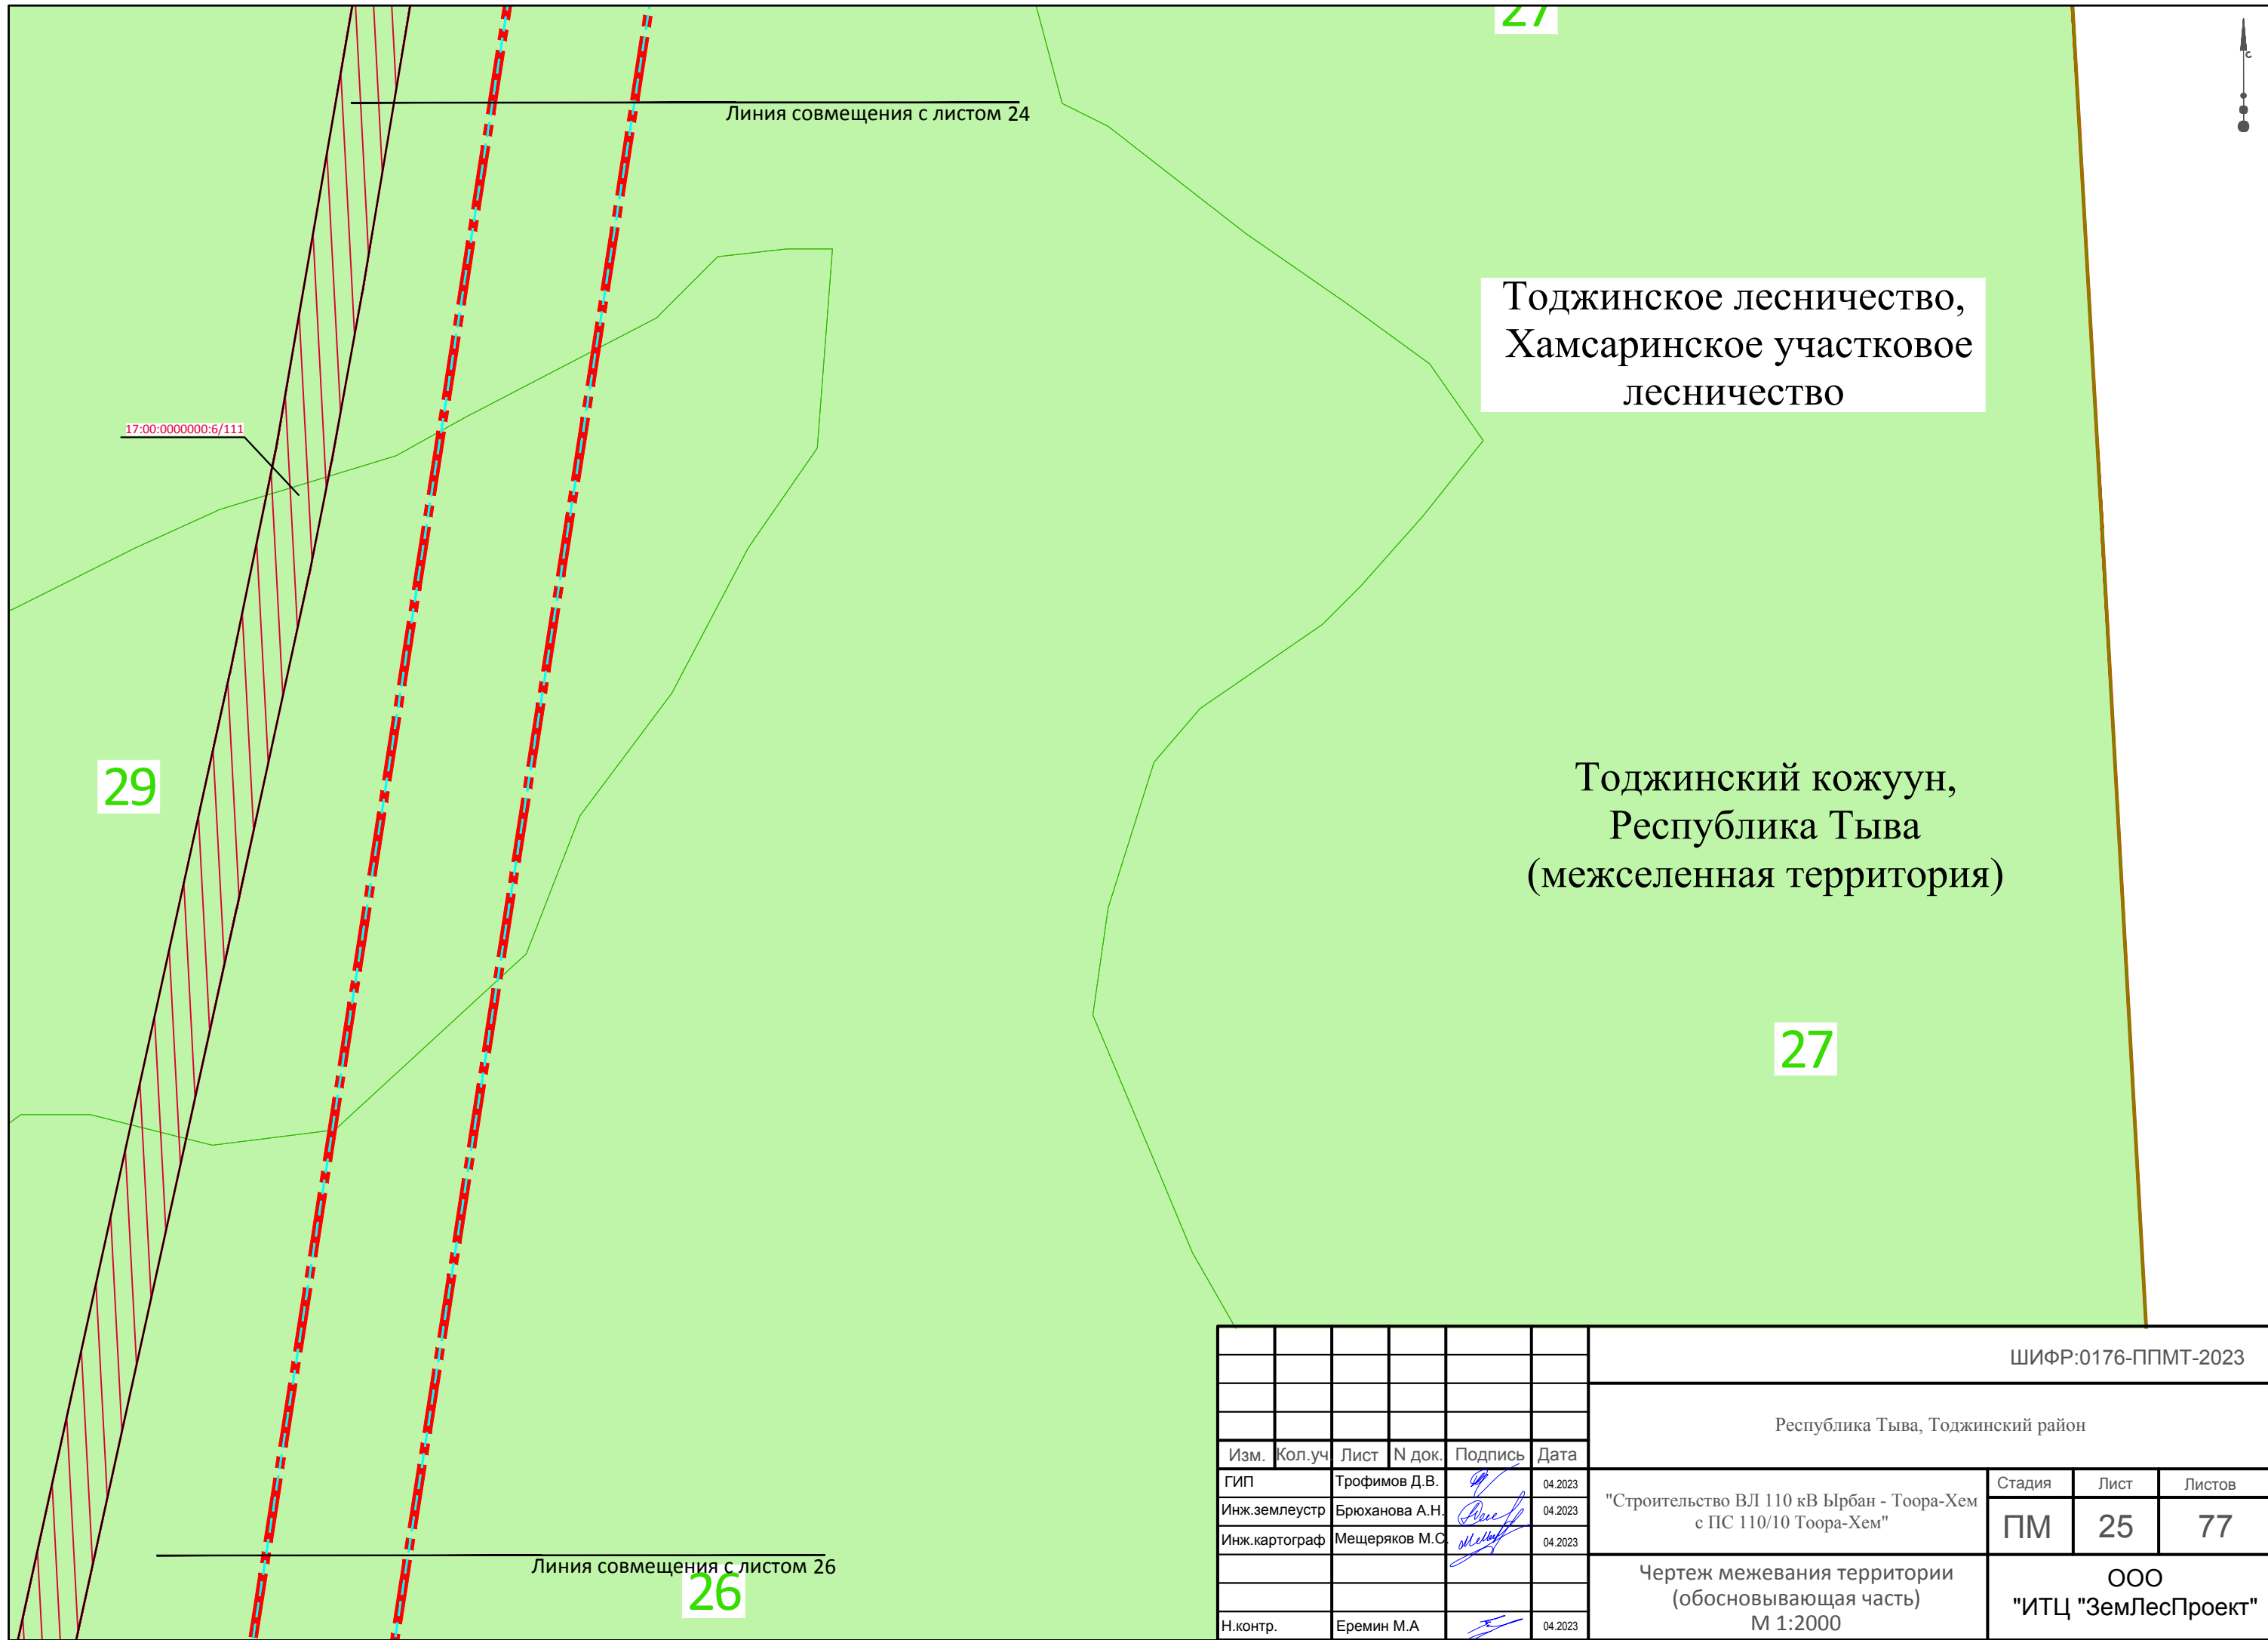 27
с
Линия совмещения с листом 24
Тоджинское лесничество,
Хамсаринское участковое
лесничество
17:00:0000000:6/111
29
Тоджинский кожуун,
Республика Тыва
(межселенная территория)
27
Линия совмещения с листом 26
26
ШИФР:0176-ППМТ-2023
Республика Тыва, Тоджинский район
Изм. Кол.уч. Лист N док. Подпись Дата
ГИП Трофимов Д.В. 04.2023
Инж.землеустр Брюханова А.Н. 04.2023
Инж.картограф Мещеряков М.С. 04.2023
Н.контр. Еремин М.А 04.2023
"Строительство ВЛ 110 кВ Ырбан - Тоора-Хем
с ПС 110/10 Тоора-Хем"
Стадия Лист Листов
ПМ 25 77
Чертеж межевания территории
(обосновывающая часть)
М 1:2000
ООО
"ИТЦ "ЗемЛесПроект"